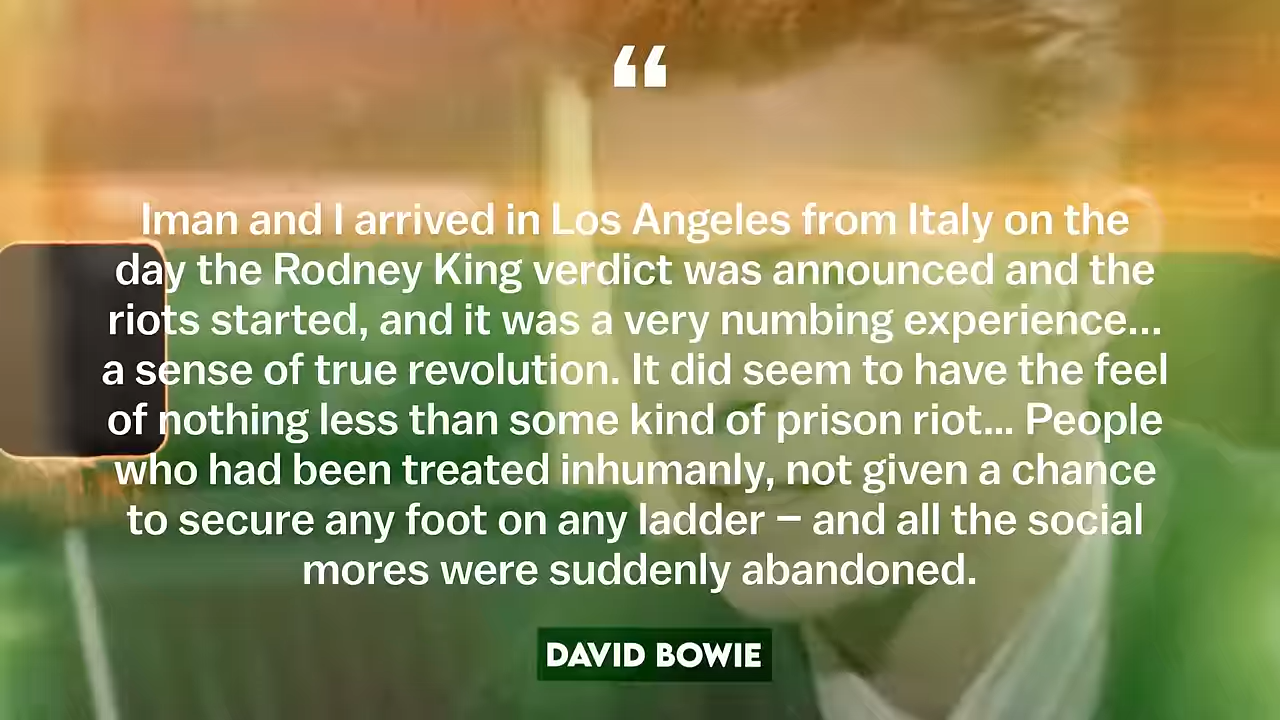 “
Iman and I arrived in Los Angeles from Italy on the
day the Rodney King verdict was announced and the
riots started, and it was a very numbing experience...
a sense of true revolution. It did seem to have the feel
of nothing less than some kind of prison riot... People
who had been treated inhumanly, not given a chance
to secure any foot on any ladder – and all the social
mores were suddenly abandoned.
DAVID BOWIE